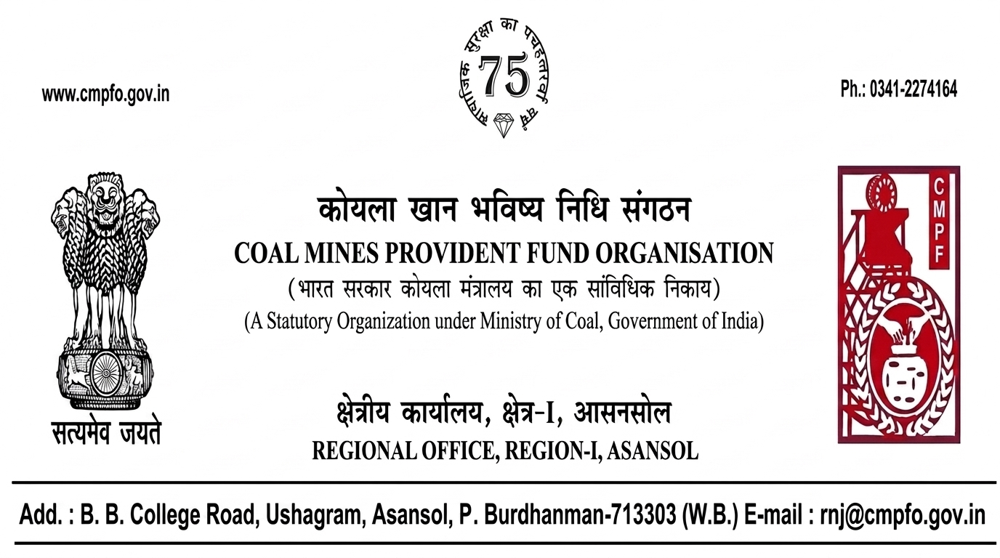 सामाजिक सुरक्षा का पचहत्तरवां वर्ष
75
www.cmpfo.gov.in
Ph.: 0341-2274164
कोयला खान भविष्य निधि संगठन
COAL MINES PROVIDENT FUND ORGANISATION
(भारत सरकार कोयला मंत्रालय का एक सांविधिक निकाय)
(A Statutory Organization under Ministry of Coal, Government of India)
CMPF
सत्यमेव जयते
क्षेत्रीय कार्यालय, क्षेत्र-I, आसनसोल
REGIONAL OFFICE, REGION-I, ASANSOL
Add. : B. B. College Road, Ushagram, Asansol, P. Burdhanman-713303 (W.B.) E-mail : rnj@cmpfo.gov.in